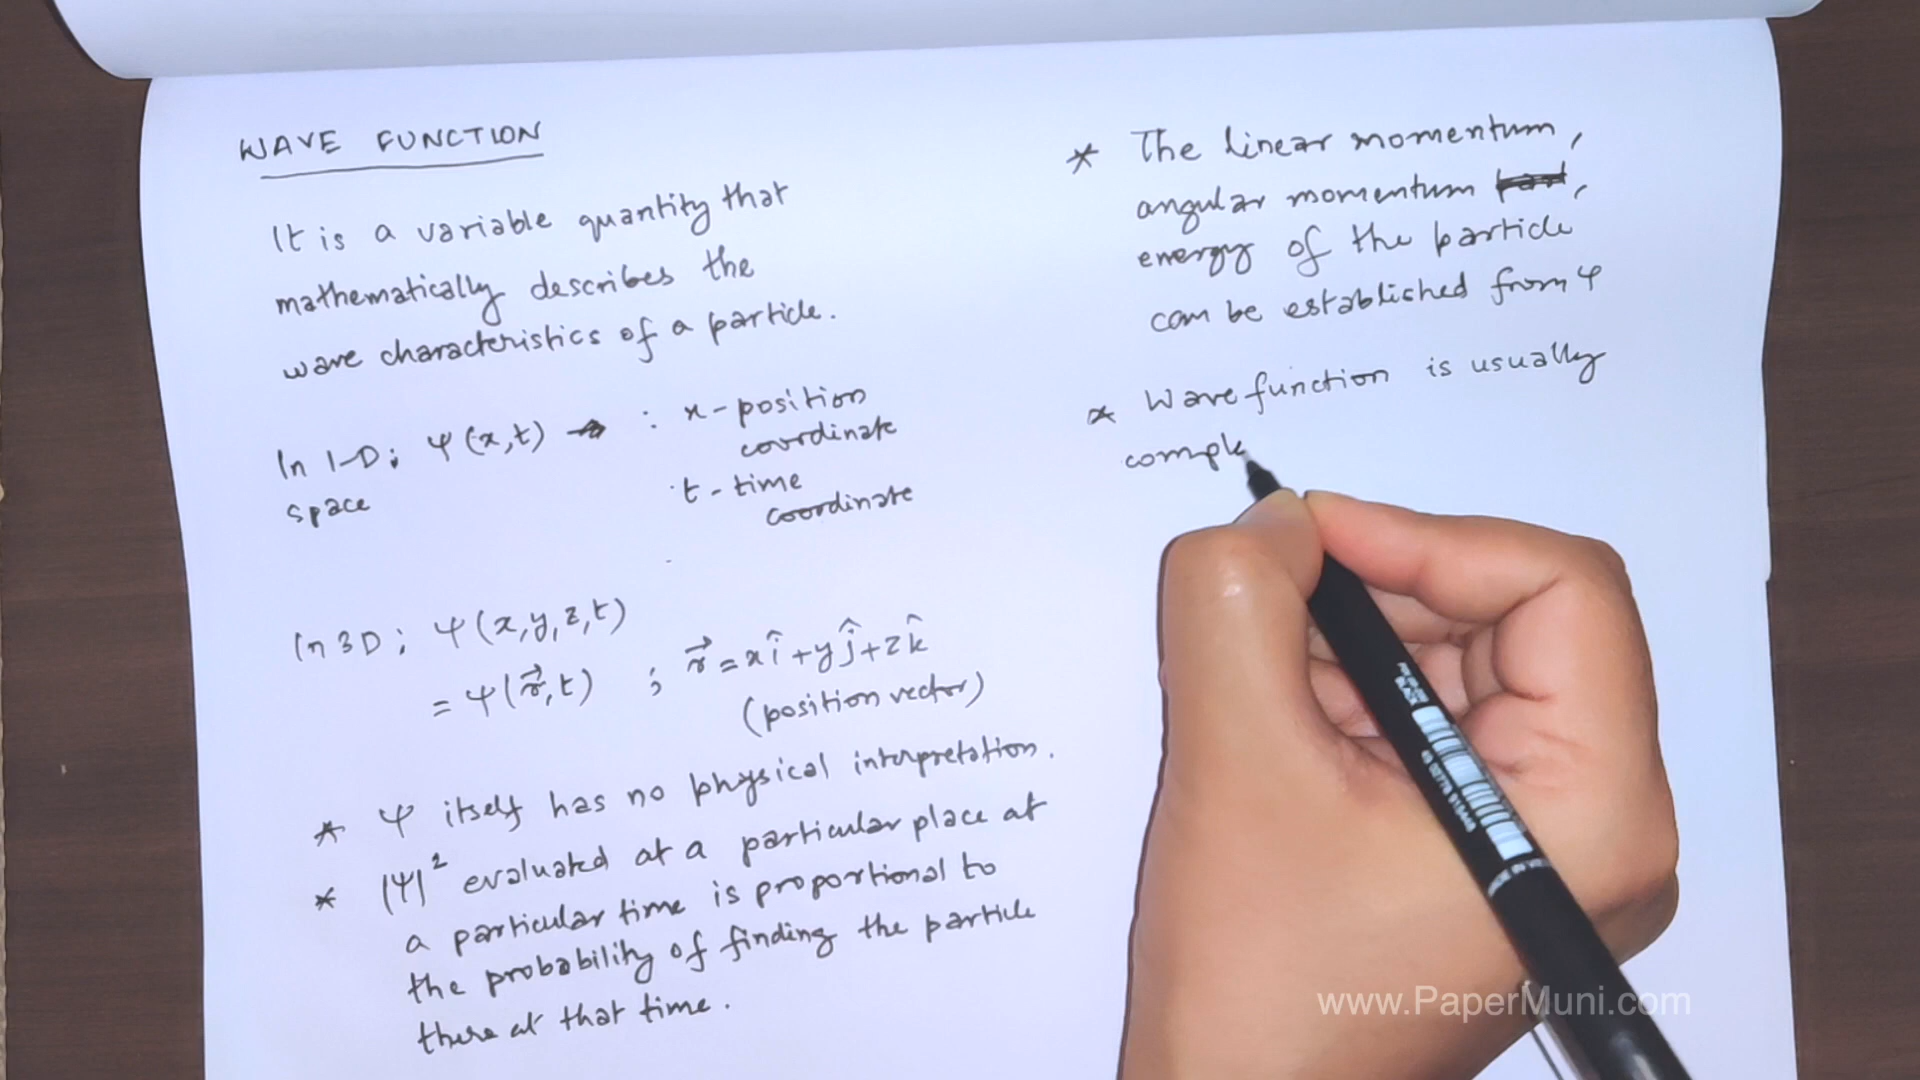 WAVE FUNCTION
It is a variable quantity that
mathematically describes the
wave characteristics of a particle.
In 1-D; ψ(x,t) → : x - position
coordinate
space
t - time
coordinate
In 3D; ψ(x,y,z,t)
= ψ(r⃗,t) ; r⃗ = xî + yĵ + zk̂
(position vector)
* ψ itself has no physical interpretation.
* |ψ|² evaluated at a particular place at
a particular time is proportional to
the probability of finding the particle
there at that time.
* The linear momentum,
angular momentum ,
energy of the particle
can be established from ψ
* Wave function is usually
comple
www.PaperMuni.com